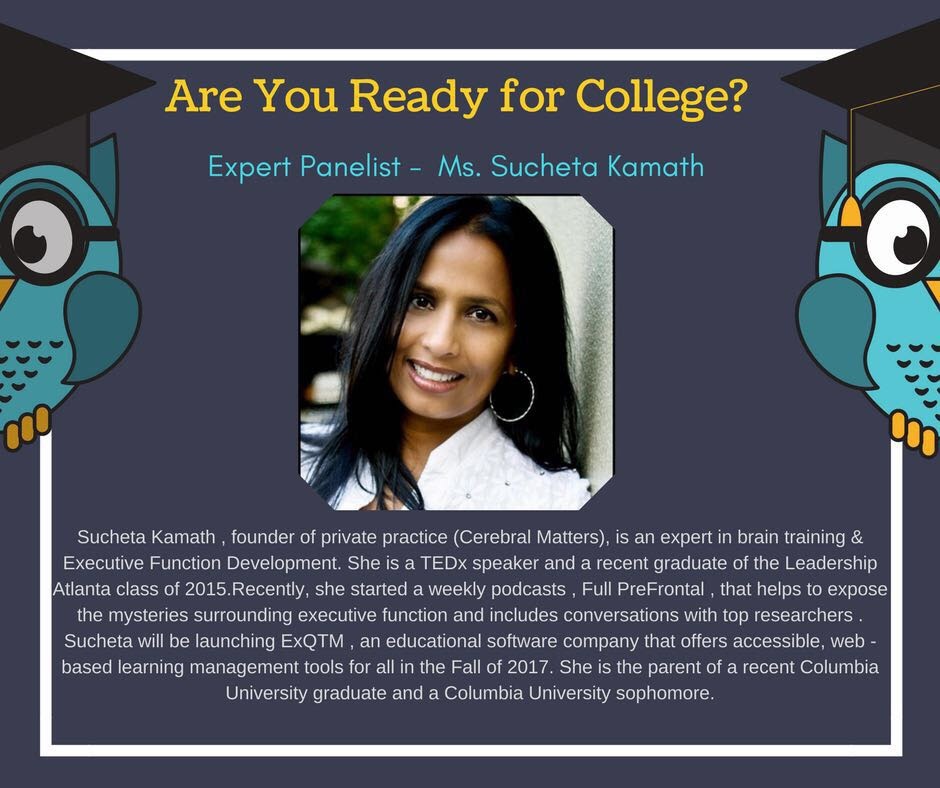 Are You Ready for College?
Expert Panelist - Ms. Sucheta Kamath
Sucheta Kamath , founder of private practice (Cerebral Matters), is an expert in brain training &
Executive Function Development. She is a TEDx speaker and a recent graduate of the Leadership
Atlanta class of 2015.Recently, she started a weekly podcasts , Full PreFrontal , that helps to expose
the mysteries surrounding executive function and includes conversations with top researchers .
Sucheta will be launching ExQTM , an educational software company that offers accessible, web -
based learning management tools for all in the Fall of 2017. She is the parent of a recent Columbia
University graduate and a Columbia University sophomore.